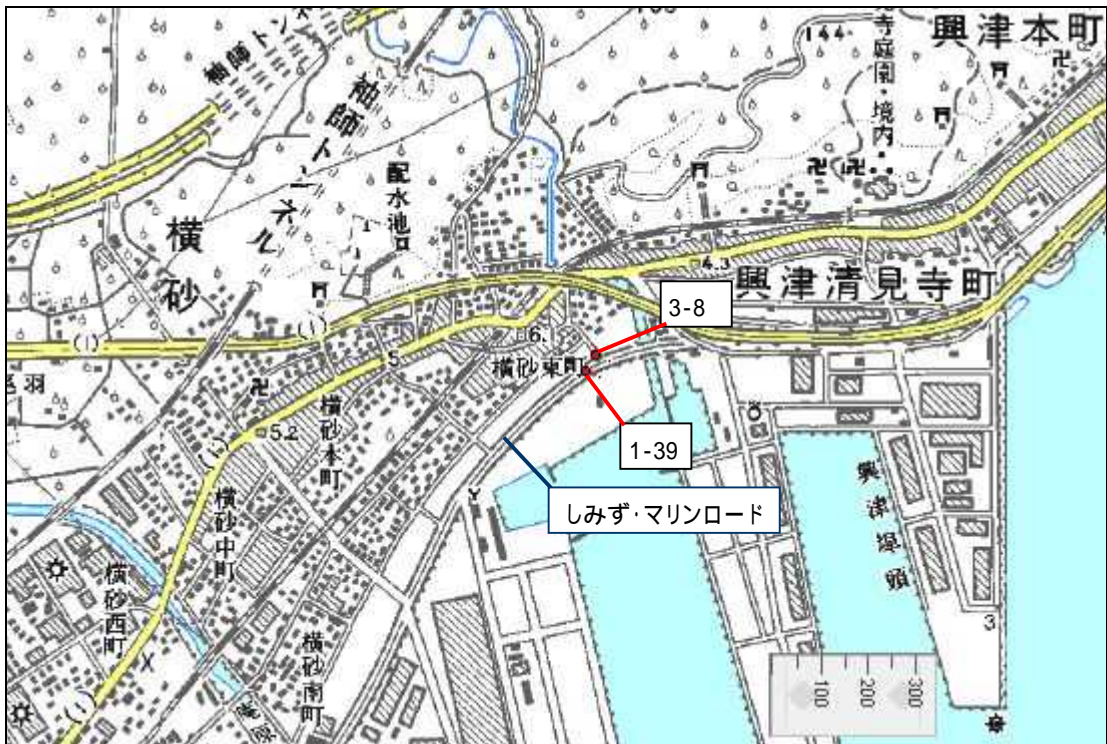 144.
興津本町
寺庭園・境内
袖師トンネル
配水池
横砂
4.3
興津清見寺町
3-8
(1)
(1)
6.
5
横砂東町
5.2
横砂本町
1-39
しみず・マリンロード
横砂中町
興津埠頭
横砂西町
横砂南町
3
(1)
100
200
300